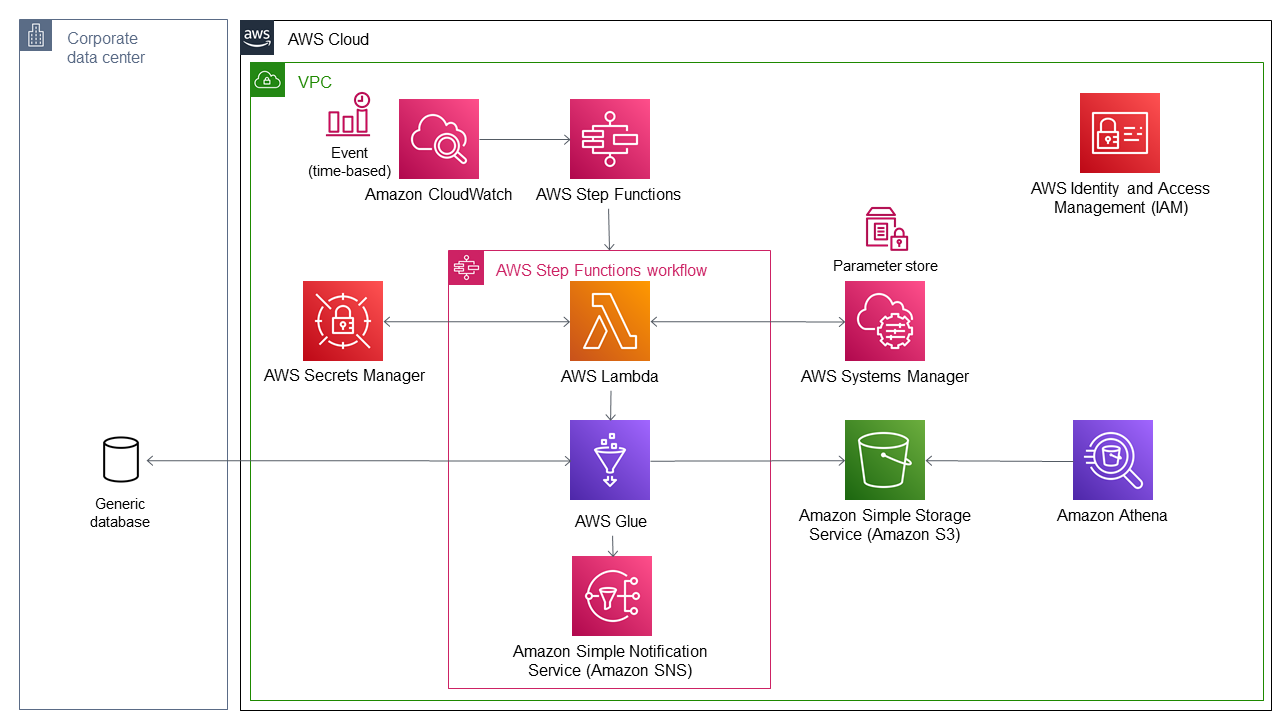 Corporate
data center
aws
AWS Cloud
VPC
Event
(time-based)
Amazon CloudWatch
AWS Step Functions
AWS Identity and Access
Management (IAM)
Parameter store
AWS Step Functions workflow
AWS Secrets Manager
AWS Lambda
AWS Systems Manager
Generic
database
AWS Glue
Amazon Simple Storage
Service (Amazon S3)
Amazon Athena
Amazon Simple Notification
Service (Amazon SNS)